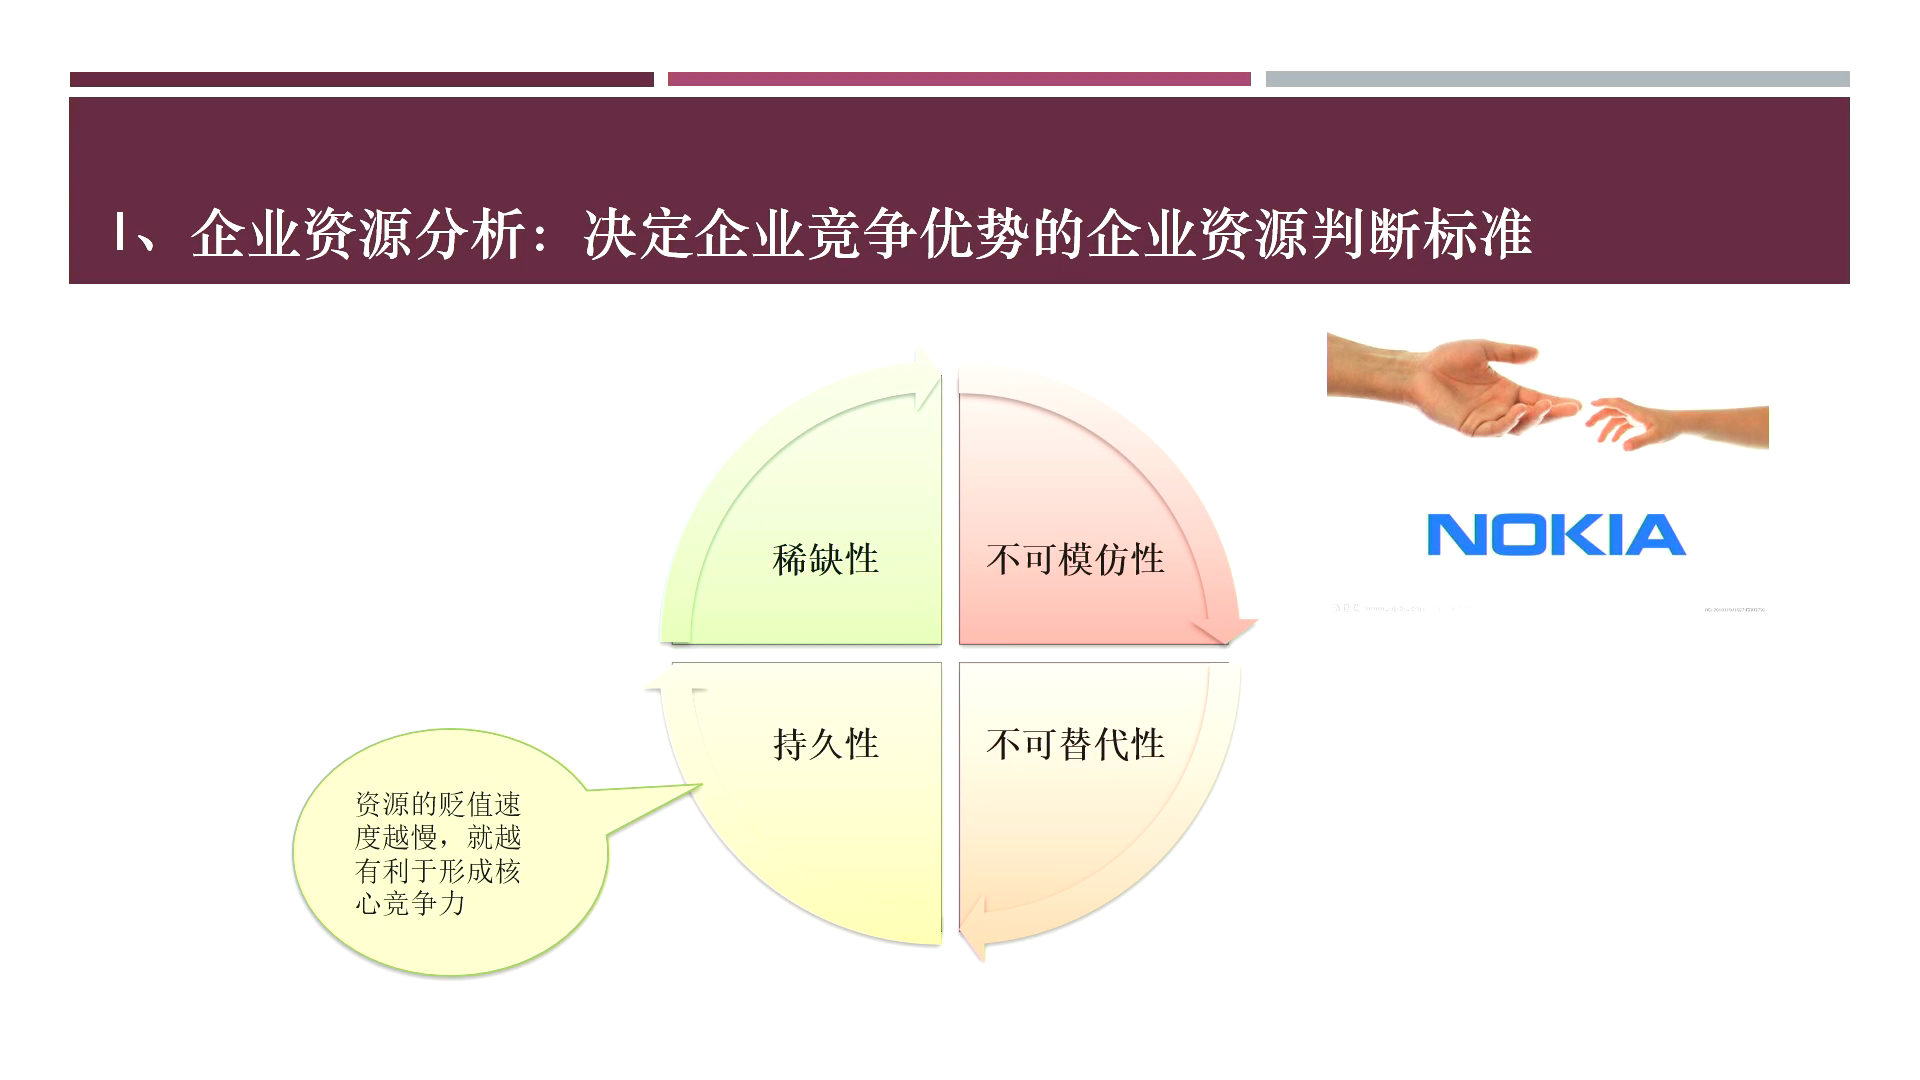 1、企业资源分析：决定企业竞争优势的企业资源判断标准
稀缺性
不可模仿性
NOKIA
持久性
不可替代性
资源的贬值速
度越慢，就越
有利于形成核
心竞争力